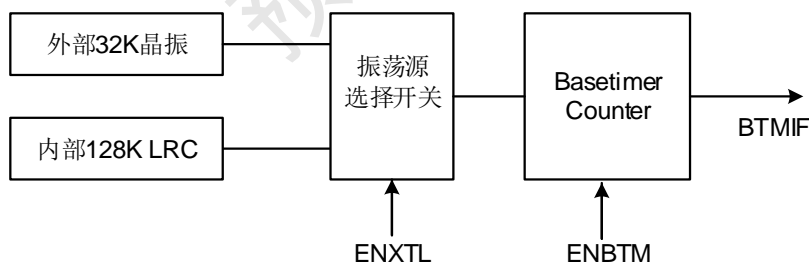 外部32K晶振
振荡源
选择开关
Basetimer
Counter
BTMIF
内部128K LRC
ENXTL
ENBTM